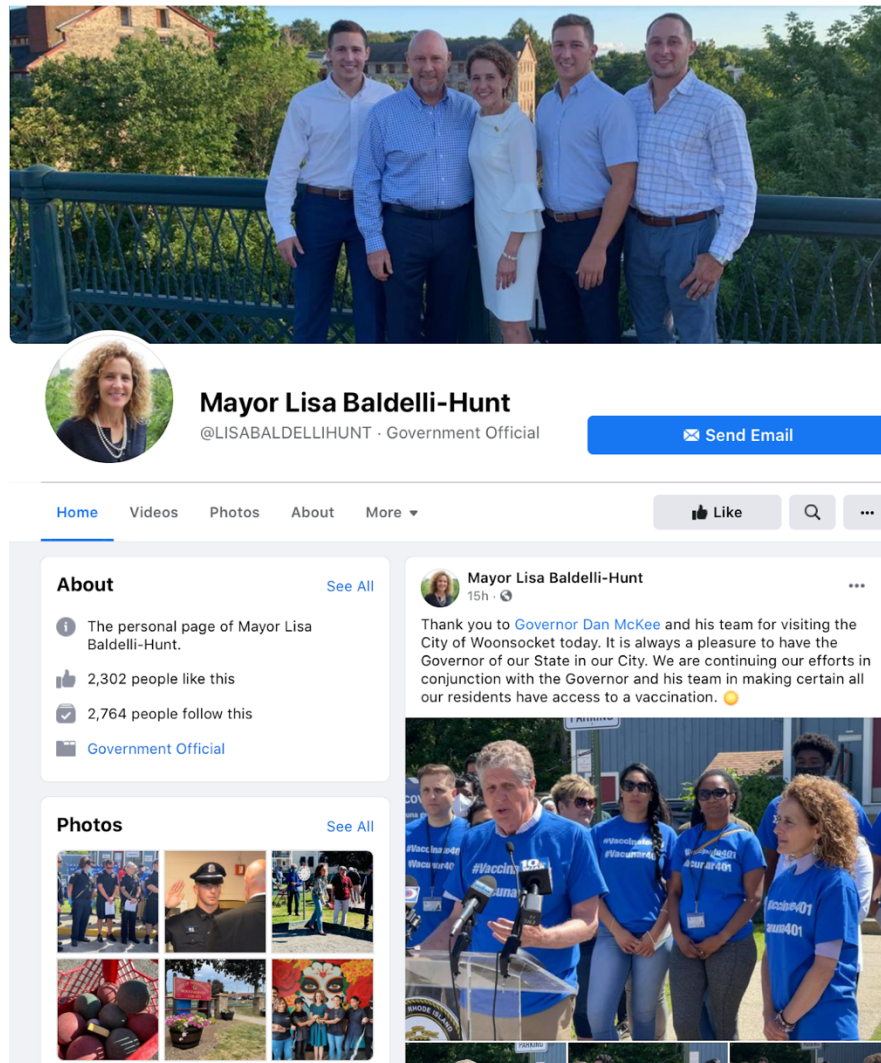 Mayor Lisa Baldelli-Hunt
@LISABALDELLIHUNT · Government Official
Send Email
Home Videos Photos About More
Like
About
See All
The personal page of Mayor Lisa
Baldelli-Hunt.
2,302 people like this
2,764 people follow this
Government Official
Photos
See All
Mayor Lisa Baldelli-Hunt
15h ·
Thank you to Governor Dan McKee and his team for visiting the
City of Woonsocket today. It is always a pleasure to have the
Governor of our State in our City. We are continuing our efforts in
conjunction with the Governor and his team in making certain all
our residents have access to a vaccination.
PARKING
#Vaccinate401
10
RHODE ISLAND
PARKING